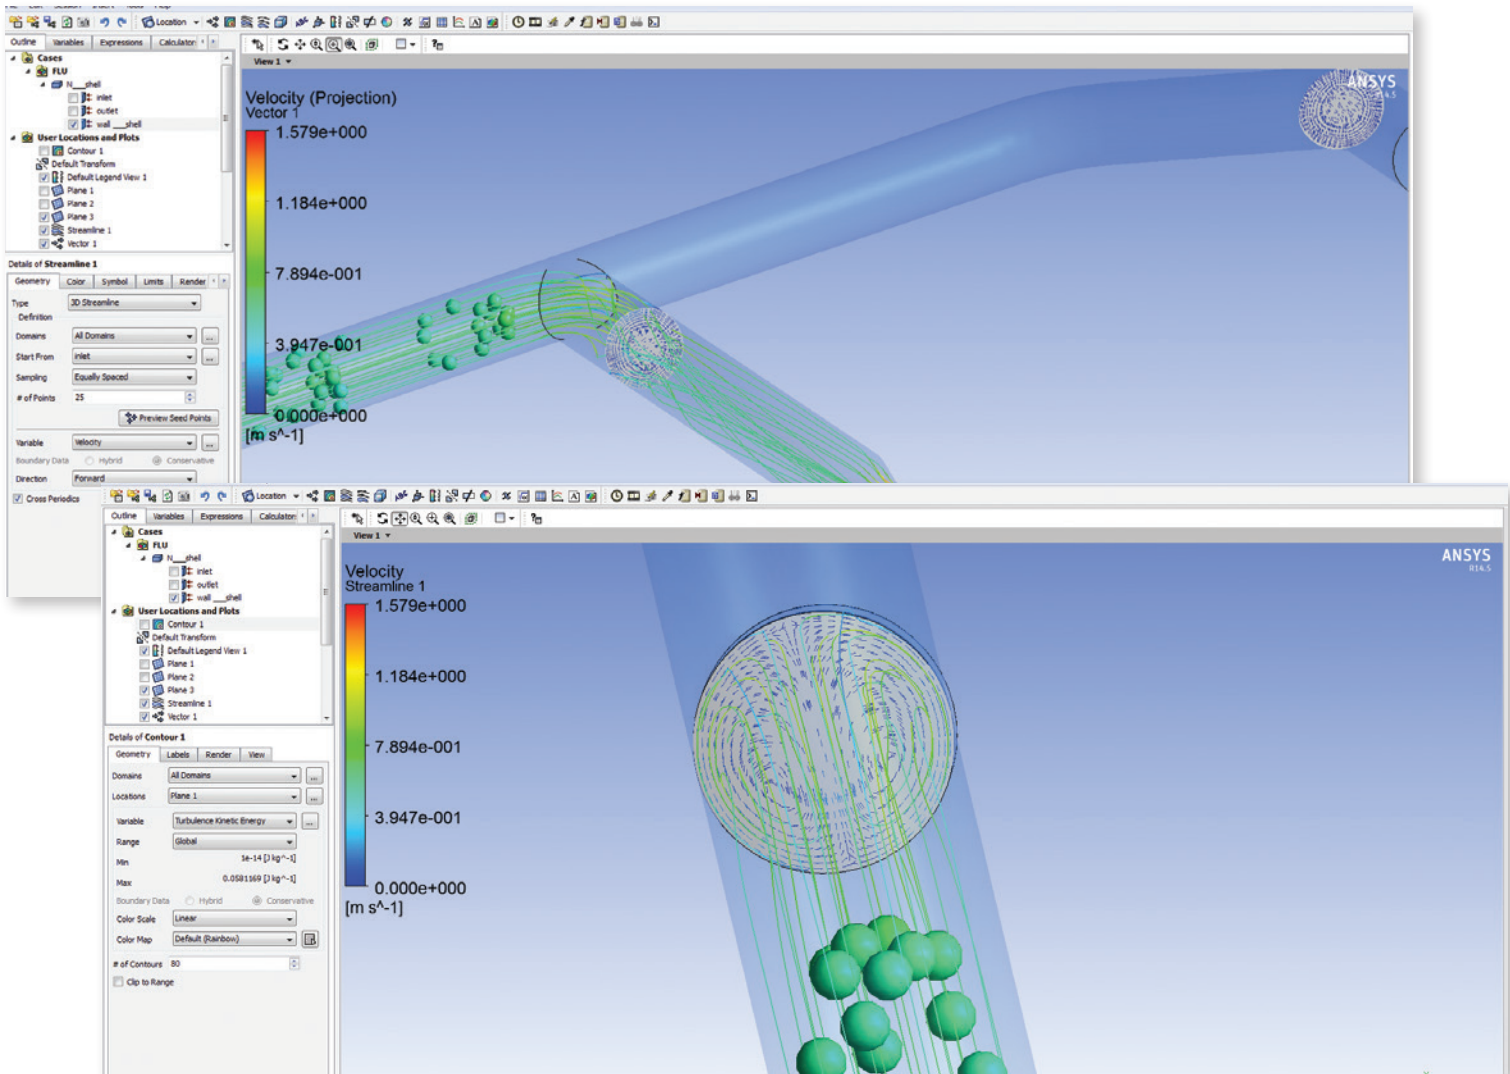 Location
Outline Variables Expressions Calculator
View 1
Cases
FLU
N___shell
inlet
outlet
wall ___shell
User Locations and Plots
Contour 1
Default Transform
Default Legend View 1
Plane 1
Plane 2
Plane 3
Streamline 1
Vector 1
Details of Streamline 1
Geometry Color Symbol Limits Render
Type 3D Streamline
Definition
Domains All Domains ...
Start From inlet ...
Sampling Equally Spaced
# of Points 25
Preview Seed Points
Variable Velocity ...
Boundary Data Hybrid Conservative
Direction Forward
Cross Periodics
Velocity (Projection)
Vector 1
1.579e+000
1.184e+000
7.894e-001
3.947e-001
0.000e+000
[m s^-1]
ANSYS
Location
Outline Variables Expressions Calculator
View 1
Cases
FLU
N___shell
inlet
outlet
wall ___shell
User Locations and Plots
Contour 1
Default Transform
Default Legend View 1
Plane 1
Plane 2
Plane 3
Streamline 1
Vector 1
Details of Contour 1
Geometry Labels Render View
Domains All Domains ...
Locations Plane 1 ...
Variable Turbulence Kinetic Energy ...
Range Global
Min 1e-14 [J kg^-1]
Max 0.0581169 [J kg^-1]
Boundary Data Hybrid Conservative
Color Scale Linear
Color Map Default (Rainbow)
# of Contours 80
Clip to Range
Velocity
Streamline 1
1.579e+000
1.184e+000
7.894e-001
3.947e-001
0.000e+000
[m s^-1]
ANSYS
R14.5